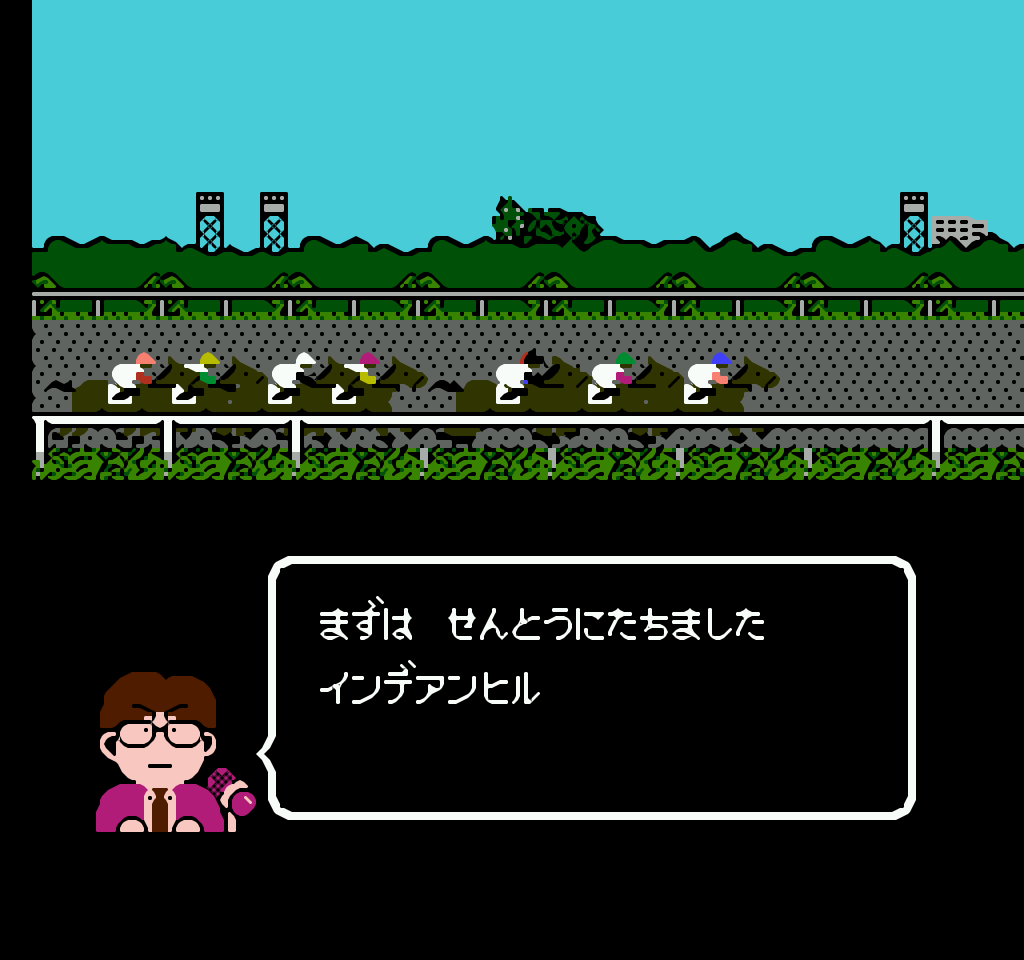 まずは　せんとうにたちました
インデアンヒル